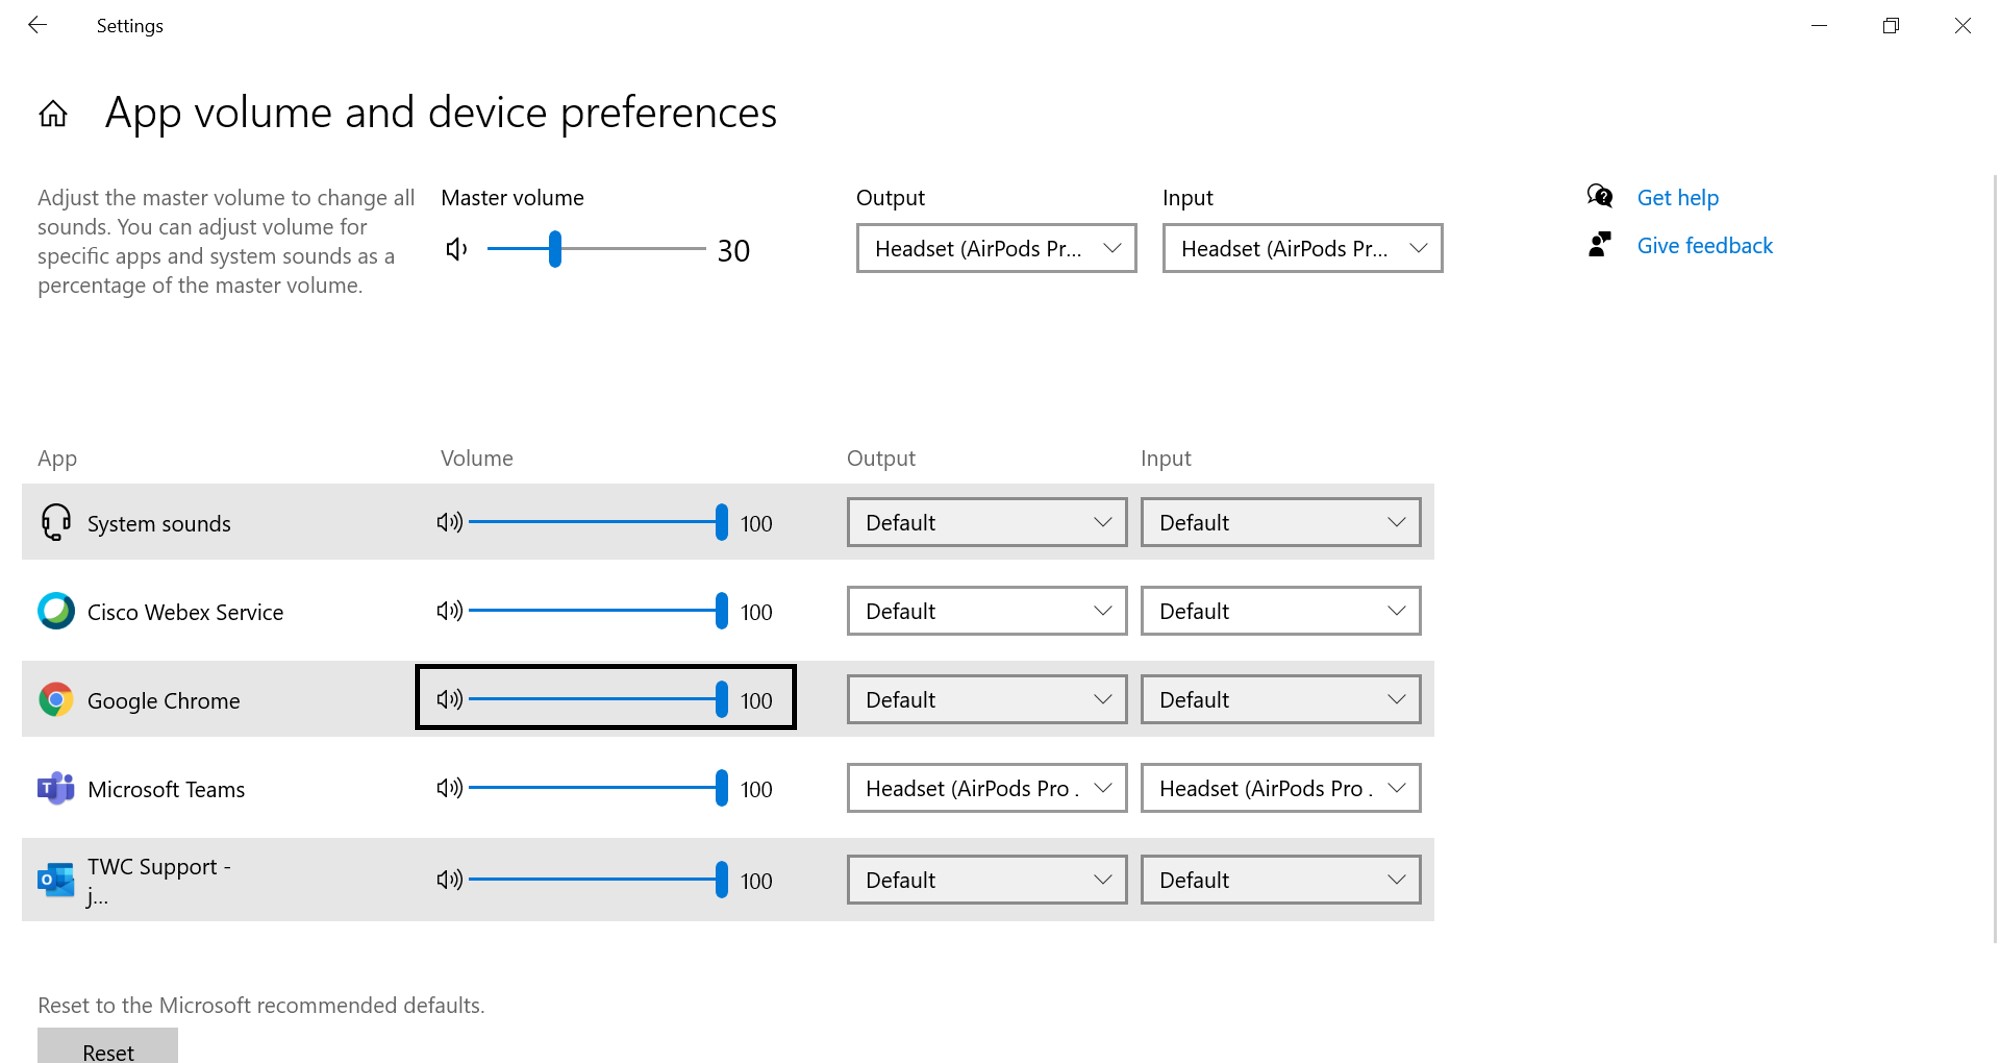 Settings
App volume and device preferences
Adjust the master volume to change all
sounds. You can adjust volume for
specific apps and system sounds as a
percentage of the master volume.
Master volume
30
Output
Headset (AirPods Pr...
Input
Headset (AirPods Pr...
Get help
Give feedback
App Volume Output Input
System sounds 100 Default Default
Cisco Webex Service 100 Default Default
Google Chrome 100 Default Default
Microsoft Teams 100 Headset (AirPods Pro . Headset (AirPods Pro .
TWC Support -
j...
100 Default Default
Reset to the Microsoft recommended defaults.
Reset